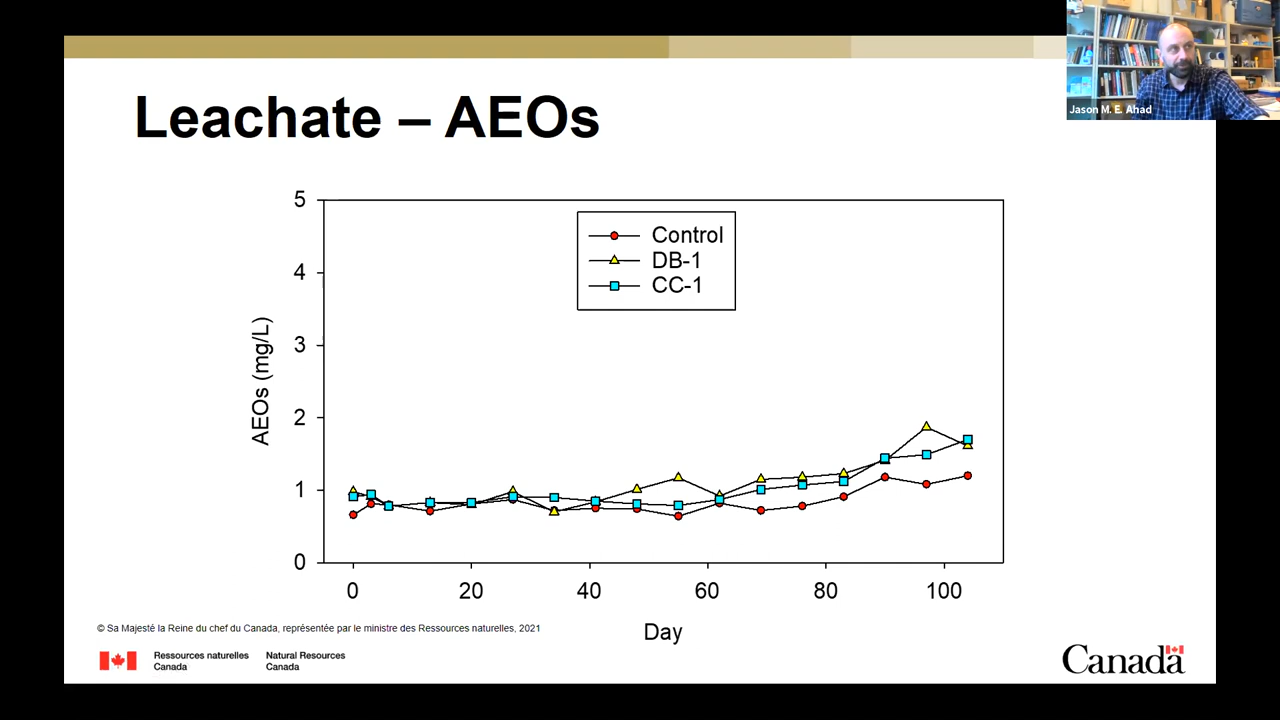 Jason M. E. Ahad
Leachate – AEOs
5
4
3
2
1
0
AEOs (mg/L)
Control
DB-1
CC-1
0 20 40 60 80 100
Day
© Sa Majesté la Reine du chef du Canada, représentée par le ministre des Ressources naturelles, 2021
Ressources naturelles
Canada
Natural Resources
Canada
Canada